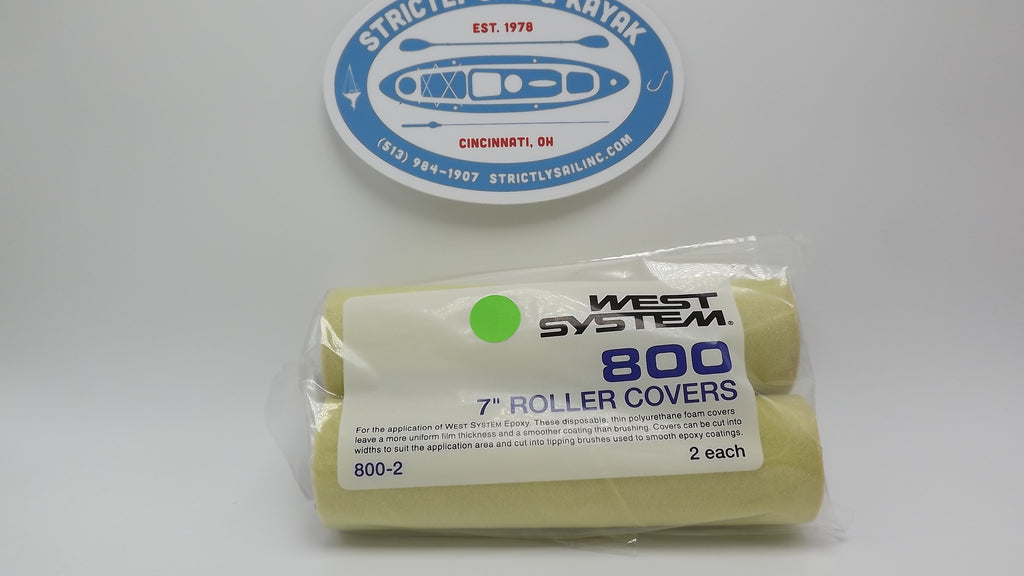 STRICTLY & KAYAK
EST. 1978
CINCINNATI, OH
(513) 984-1907 STRICTLYSAILINC.COM
WEST
SYSTEM®
800
7" ROLLER COVERS
For the application of WEST SYSTEM Epoxy. These disposable, thin polyurethane foam covers
leave a more uniform film thickness and a smoother coating than brushing. Covers can be cut into
widths to suit the application area and cut into tipping brushes used to smooth epoxy coatings.
800-2
2 each